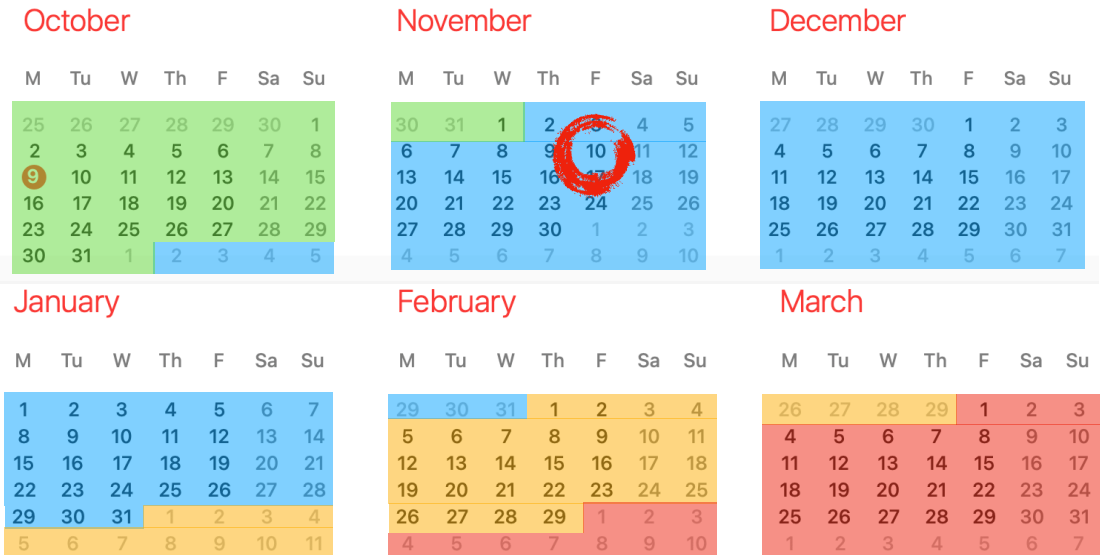 October
M Tu W Th F Sa Su
25 26 27 28 29 30 1
2 3 4 5 6 7 8
9 10 11 12 13 14 15
16 17 18 19 20 21 22
23 24 25 26 27 28 29
30 31 1 2 3 4 5
November
M Tu W Th F Sa Su
30 31 1 2 3 4 5
6 7 8 9 10 11 12
13 14 15 16 17 18 19
20 21 22 23 24 25 26
27 28 29 30 1 2 3
4 5 6 7 8 9 10
December
M Tu W Th F Sa Su
27 28 29 30 1 2 3
4 5 6 7 8 9 10
11 12 13 14 15 16 17
18 19 20 21 22 23 24
25 26 27 28 29 30 31
1 2 3 4 5 6 7
January
M Tu W Th F Sa Su
1 2 3 4 5 6 7
8 9 10 11 12 13 14
15 16 17 18 19 20 21
22 23 24 25 26 27 28
29 30 31 1 2 3 4
5 6 7 8 9 10 11
February
M Tu W Th F Sa Su
29 30 31 1 2 3 4
5 6 7 8 9 10 11
12 13 14 15 16 17 18
19 20 21 22 23 24 25
26 27 28 29 1 2 3
4 5 6 7 8 9 10
March
M Tu W Th F Sa Su
26 27 28 29 1 2 3
4 5 6 7 8 9 10
11 12 13 14 15 16 17
18 19 20 21 22 23 24
25 26 27 28 29 30 31
1 2 3 4 5 6 7